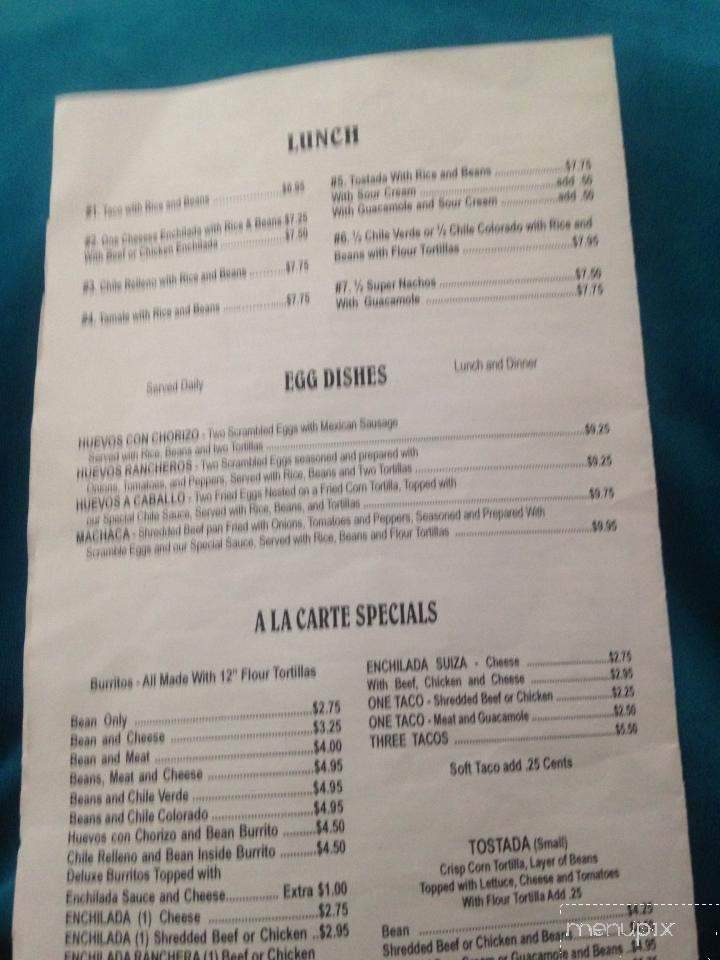 LUNCH
#1. Taco with Rice and Beans ....................$6.95
#2. One Cheeses Enchilada with Rice & Beans $7.25
With Beef or Chicken Enchilada ....................$7.50
#3. Chile Relleno with Rice and Beans ..........$7.75
#4. Tamale with Rice and Beans ....................$7.75
#5. Tostada With Rice and Beans ....................$7.75
With Sour Cream ....................add .50
With Guacamole and Sour Cream ....................add .50
#6. ½ Chile Verde or ½ Chile Colorado with Rice and
Beans with Flour Tortillas ....................$7.95
#7. ½ Super Nachos ....................$7.50
With Guacamole ....................$7.75
Served Daily
EGG DISHES
Lunch and Dinner
HUEVOS CON CHORIZO - Two Scrambled Eggs with Mexican Sausage
Served with Rice, Beans and two Tortillas ....................$9.25
HUEVOS RANCHEROS - Two Scrambled Eggs seasoned and prepared with
Onions, Tomatoes, and Peppers, Served with Rice, Beans and Two Tortillas ....................$9.25
HUEVOS A CABALLO - Two Fried Eggs Nested on a Fried Corn Tortilla, Topped with
our Special Chile Sauce, Served with Rice, Beans, and Tortillas ....................$9.75
MACHACA - Shredded Beef pan Fried with Onions, Tomatoes and Peppers, Seasoned and Prepared With
Scramble Eggs and our Special Sauce, Served with Rice, Beans and Flour Tortillas ....................$9.95
A LA CARTE SPECIALS
Burritos - All Made With 12" Flour Tortillas
Bean Only ....................$2.75
Bean and Cheese ....................$3.25
Bean and Meat ....................$4.00
Beans, Meat and Cheese ....................$4.95
Beans and Chile Verde ....................$4.95
Beans and Chile Colorado ....................$4.95
Huevos con Chorizo and Bean Burrito ..........$4.50
Chile Relleno and Bean Inside Burrito ..........$4.50
Deluxe Burritos Topped with
Enchilada Sauce and Cheese............... Extra $1.00
ENCHILADA (1) Cheese ....................$2.75
ENCHILADA (1) Shredded Beef or Chicken ..$2.95
ENCHILADA RANCHERA (1) Beef or Chicken
ENCHILADA SUIZA - Cheese ....................$2.75
With Beef, Chicken and Cheese ....................$2.95
ONE TACO - Shredded Beef or Chicken ....................$2.25
ONE TACO - Meat and Guacamole ....................$2.50
THREE TACOS ....................$5.50
Soft Taco add .25 Cents
TOSTADA (Small)
Crisp Corn Tortilla, Layer of Beans
Topped with Lettuce, Cheese and Tomatoes
With Flour Tortilla Add .25
Bean ....................$4.25
Shredded Beef or Chicken and Bean
Cream or Guacamole and Beans ..$4.95
menupix